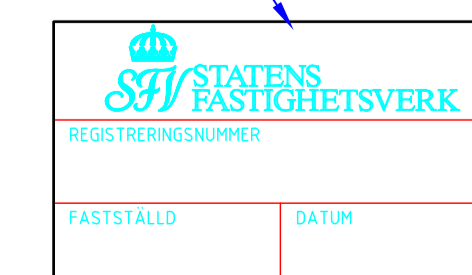 SFV STATENS
FASTIGHETSVERK
REGISTRERINGSNUMMER
FASTSTÄLLD DATUM